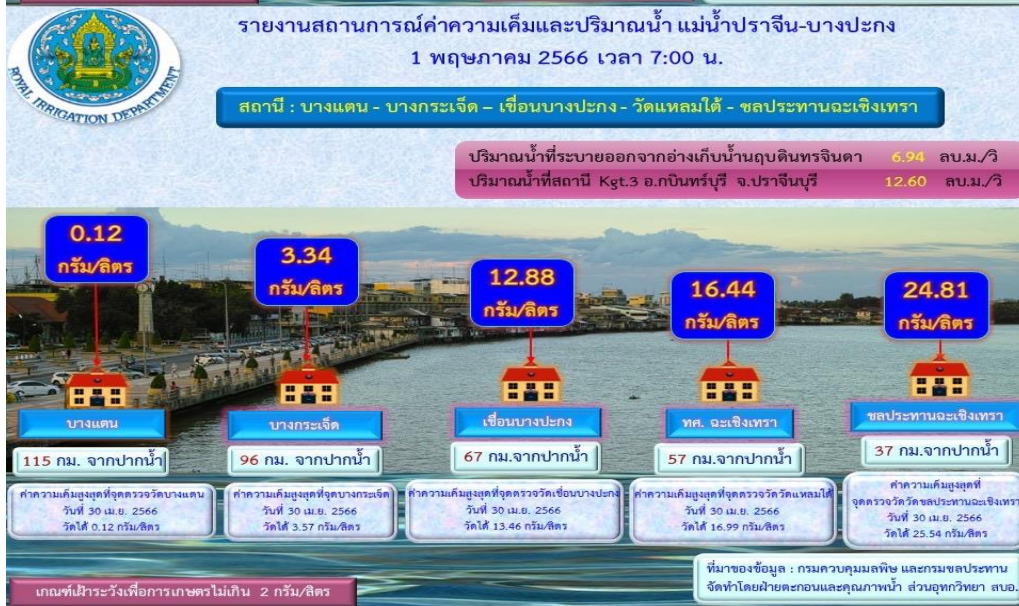 รายงานสถานการณ์ค่าความเค็มและปริมาณน้ำ แม่น้ำปราจีน-บางปะกง
1 พฤษภาคม 2566 เวลา 7:00 น.
ROYAL IRRIGATION DEPARTMENT
สถานี : บางแตน - บางกระเจ็ด – เขื่อนบางปะกง - วัดแหลมใต้ - ชลประทานฉะเชิงเทรา
ปริมาณน้ำที่ระบายออกจากอ่างเก็บน้ำนฤบดินทรจินดา 6.94 ลบ.ม./วิ
ปริมาณน้ำที่สถานี Kgt.3 อ.กบินทร์บุรี จ.ปราจีนบุรี 12.60 ลบ.ม./วิ
0.12
กรัม/ลิตร
บางแตน
115 กม. จากปากน้ำ
ค่าความเค็มสูงสุดที่จุดตรวจวัดบางแตน
วันที่ 30 เม.ย. 2566
วัดได้ 0.12 กรัม/ลิตร
3.34
กรัม/ลิตร
บางกระเจ็ด
96 กม. จากปากน้ำ
ค่าความเค็มสูงสุดที่จุดบางกระเจ็ด
วันที่ 30 เม.ย. 2566
วัดได้ 3.57 กรัม/ลิตร
12.88
กรัม/ลิตร
เขื่อนบางปะกง
67 กม.จากปากน้ำ
ค่าความเค็มสูงสุดที่จุดตรวจวัดเขื่อนบางปะกง
วันที่ 30 เม.ย. 2566
วัดได้ 13.46 กรัม/ลิตร
16.44
กรัม/ลิตร
ทศ. ฉะเชิงเทรา
57 กม.จากปากน้ำ
ค่าความเค็มสูงสุดที่จุดตรวจวัดวัดแหลมใต้
วันที่ 30 เม.ย. 2566
วัดได้ 16.99 กรัม/ลิตร
24.81
กรัม/ลิตร
ชลประทานฉะเชิงเทรา
37 กม.จากปากน้ำ
ค่าความเค็มสูงสุดที่
จุดตรวจวัดวัดชลประทานฉะเชิงเทรา
วันที่ 30 เม.ย. 2566
วัดได้ 25.54 กรัม/ลิตร
เกณฑ์เฝ้าระวังเพื่อการเกษตรไม่เกิน 2 กรัม/ลิตร
ที่มาของข้อมูล : กรมควบคุมมลพิษ และกรมชลประทาน
จัดทำโดยฝ่ายตะกอนและคุณภาพน้ำ ส่วนอุทกวิทยา สบอ.